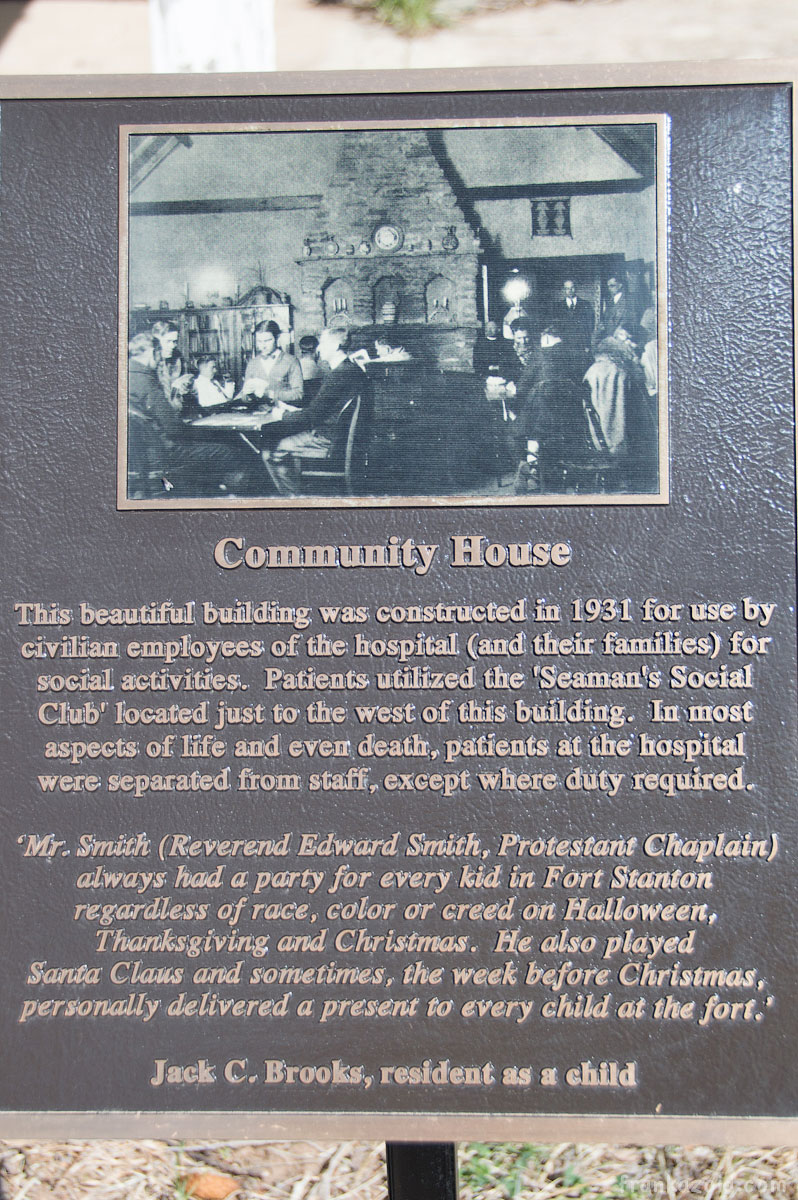 Community House
This beautiful building was constructed in 1931 for use by
civilian employees of the hospital (and their families) for
social activities.  Patients utilized the 'Seaman's Social
Club' located just to the west of this building.  In most
aspects of life and even death, patients at the hospital
were separated from staff, except where duty required.
'Mr. Smith (Reverend Edward Smith, Protestant Chaplain)
always had a party for every kid in Fort Stanton
regardless of race, color or creed on Halloween,
Thanksgiving and Christmas.  He also played
Santa Claus and sometimes, the week before Christmas,
personally delivered a present to every child at the fort.'
Jack C. Brooks, resident as a child